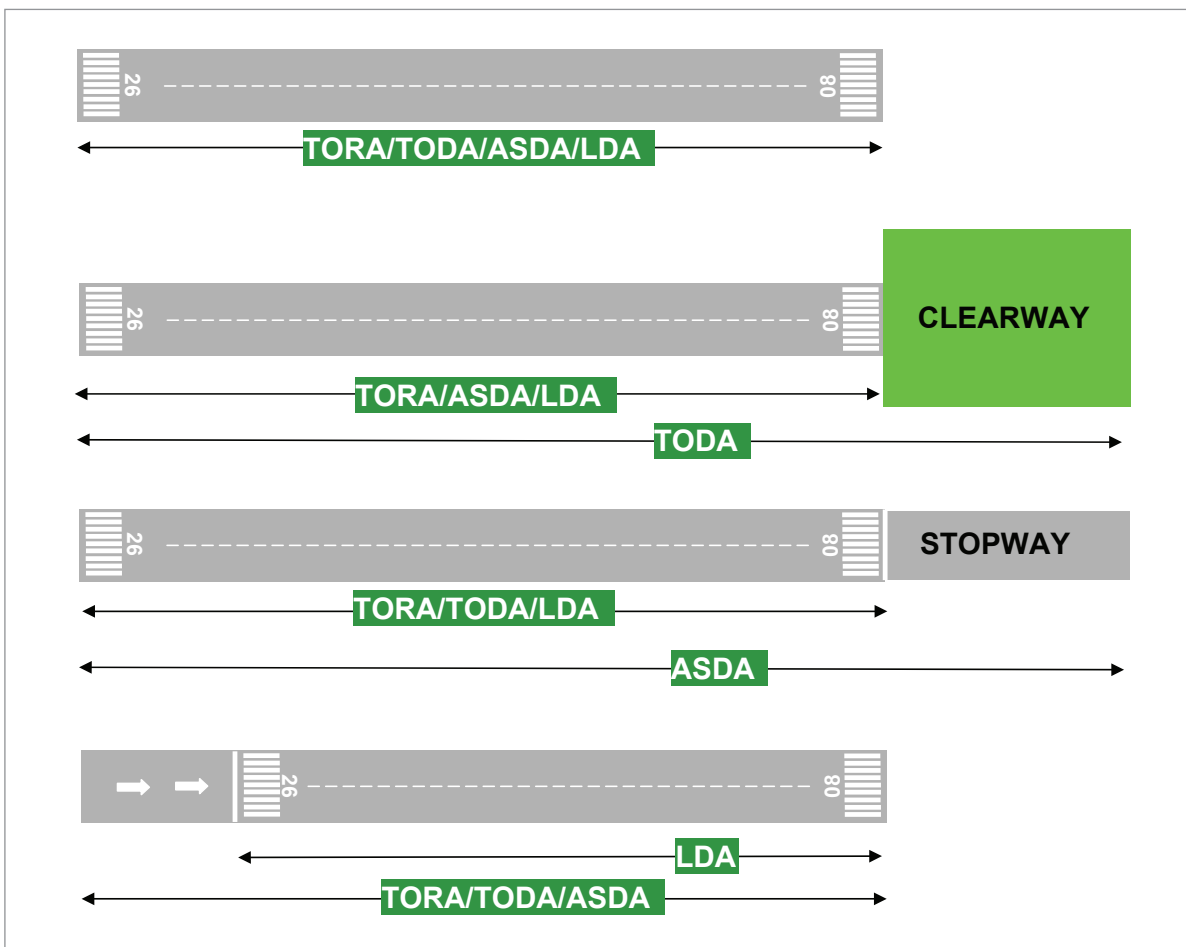 26
08
TORA/TODA/ASDA/LDA
26
08
CLEARWAY
TORA/ASDA/LDA
TODA
26
08
STOPWAY
TORA/TODA/LDA
ASDA
26
08
LDA
TORA/TODA/ASDA